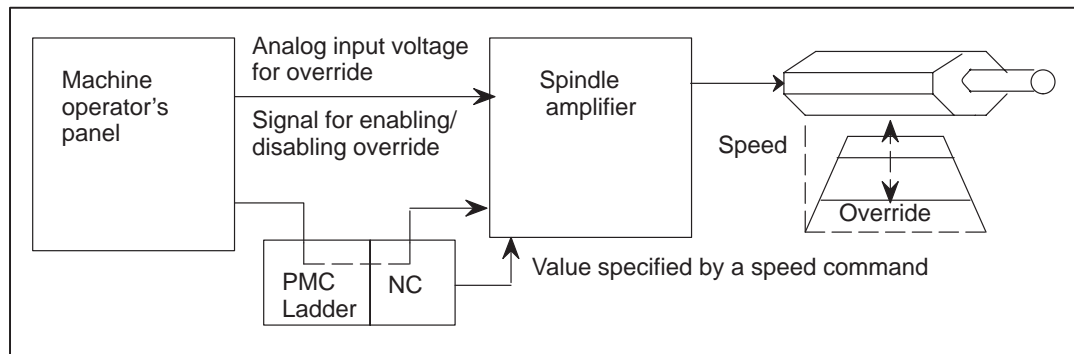 Machine
operator's
panel
Analog input voltage
for override
Signal for enabling/
disabling override
Spindle
amplifier
Speed
Override
PMC
Ladder
NC
Value specified by a speed command